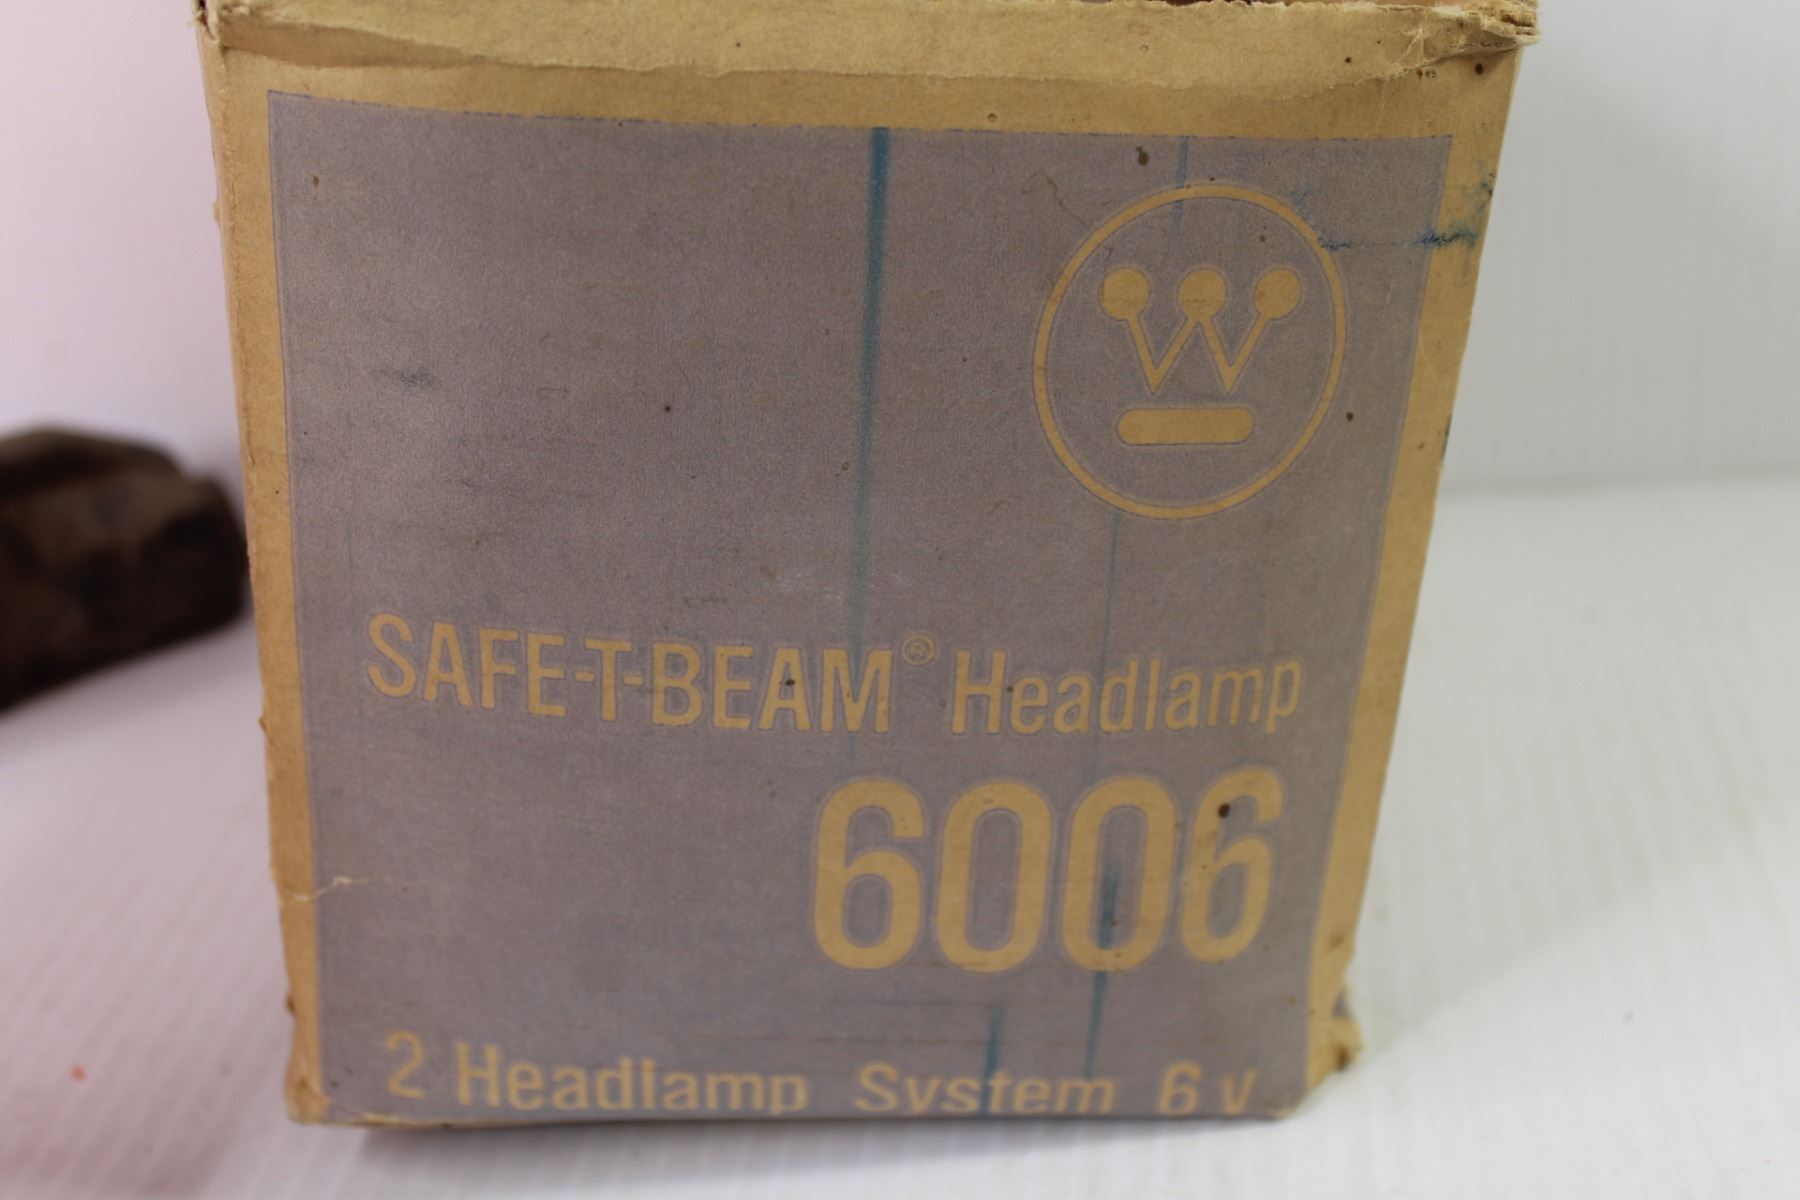 W
SAFE-T-BEAM® Headlamp
6006
2 Headlamp System 6 v